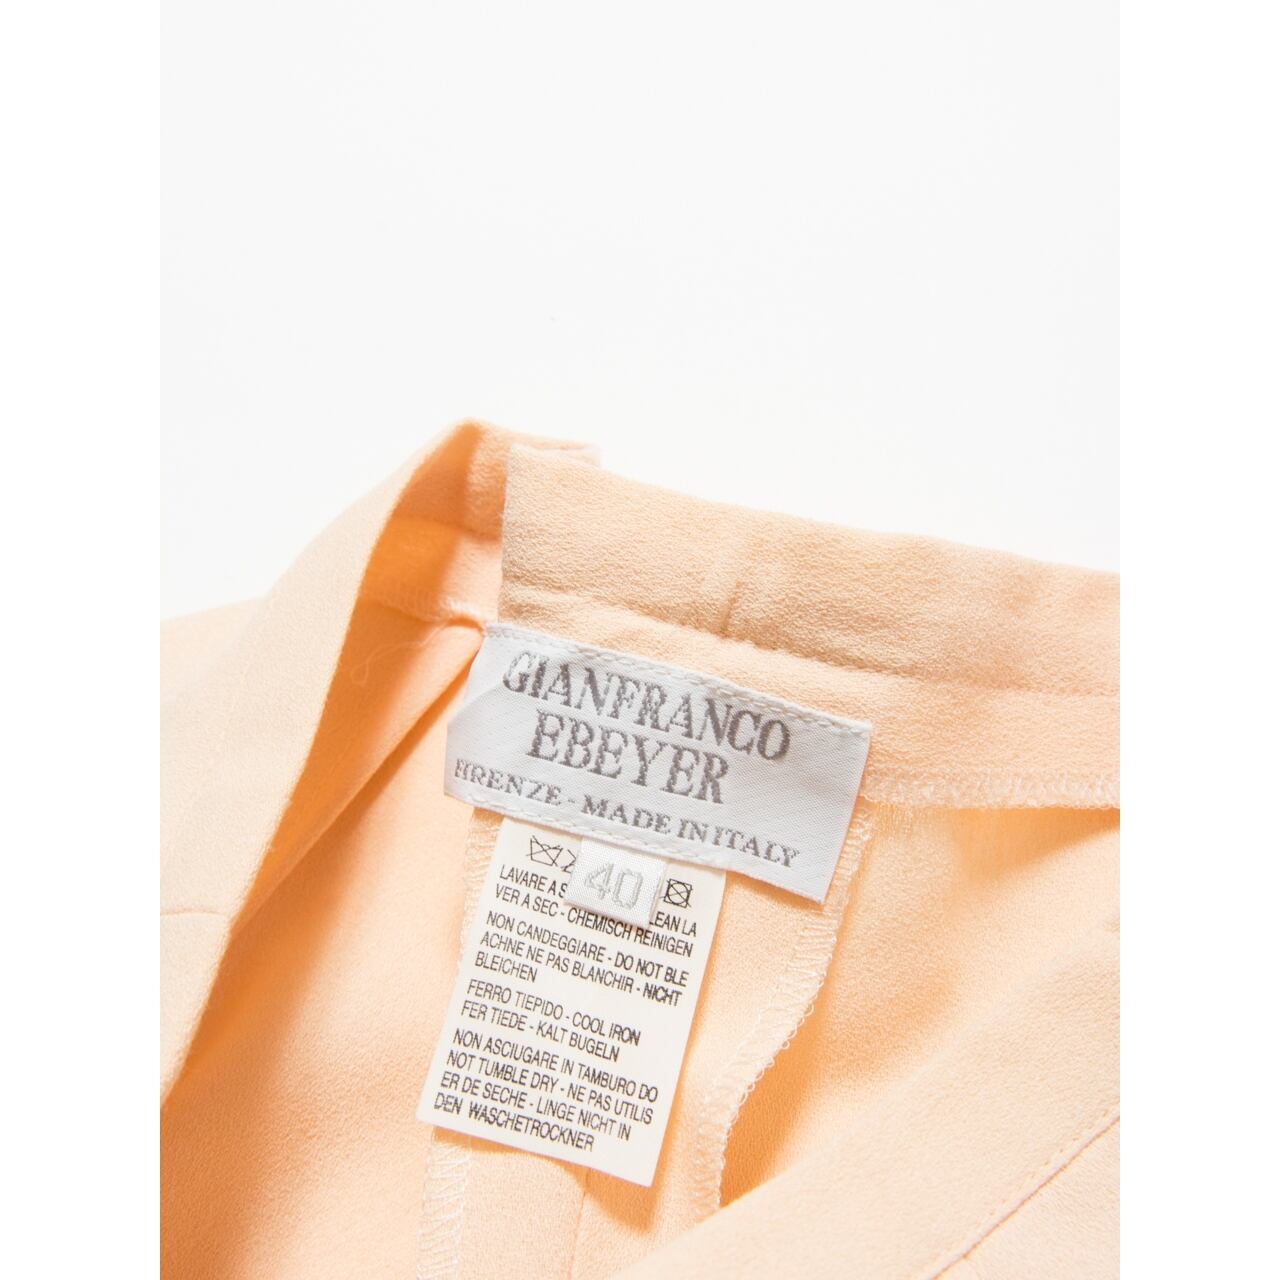 GIANFRANCO
EBEYER
FIRENZE - MADE IN ITALY
40
LAVARE A S
LEAN LA
VER A SEC - CHEMISCH REINIGEN
NON CANDEGGIARE - DO NOT BLE
ACHNE NE PAS BLANCHIR - NICHT
BLEICHEN
FERRO TIEPIDO - COOL IRON
FER TIEDE - KALT BUGELN
NON ASCIUGARE IN TAMBURO DO
NOT TUMBLE DRY - NE PAS UTILIS
ER DE SECHE - LINGE NICHT IN
DEN WASCHETROCKNER